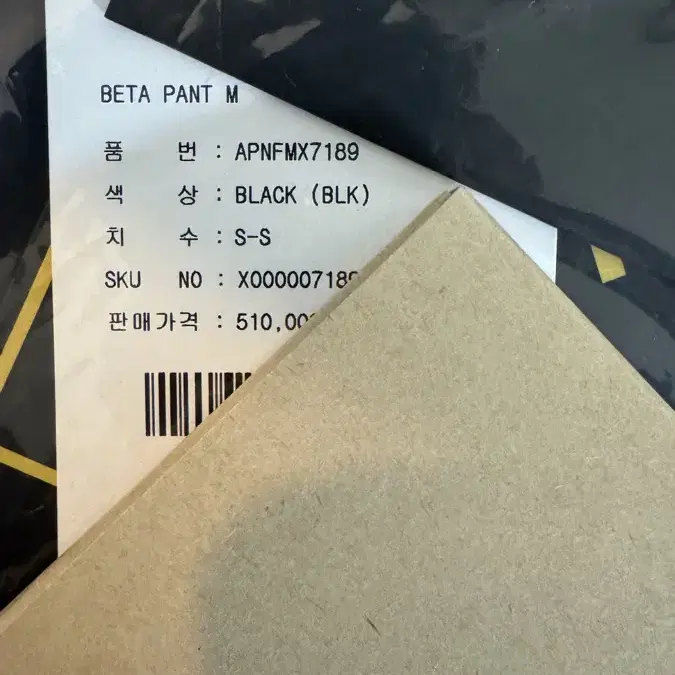 BETA PANT M
품 번 : APNFMX7189
색 상 : BLACK (BLK)
치 수 : S-S
SKU NO : X000007189
판매가격 : 510,00